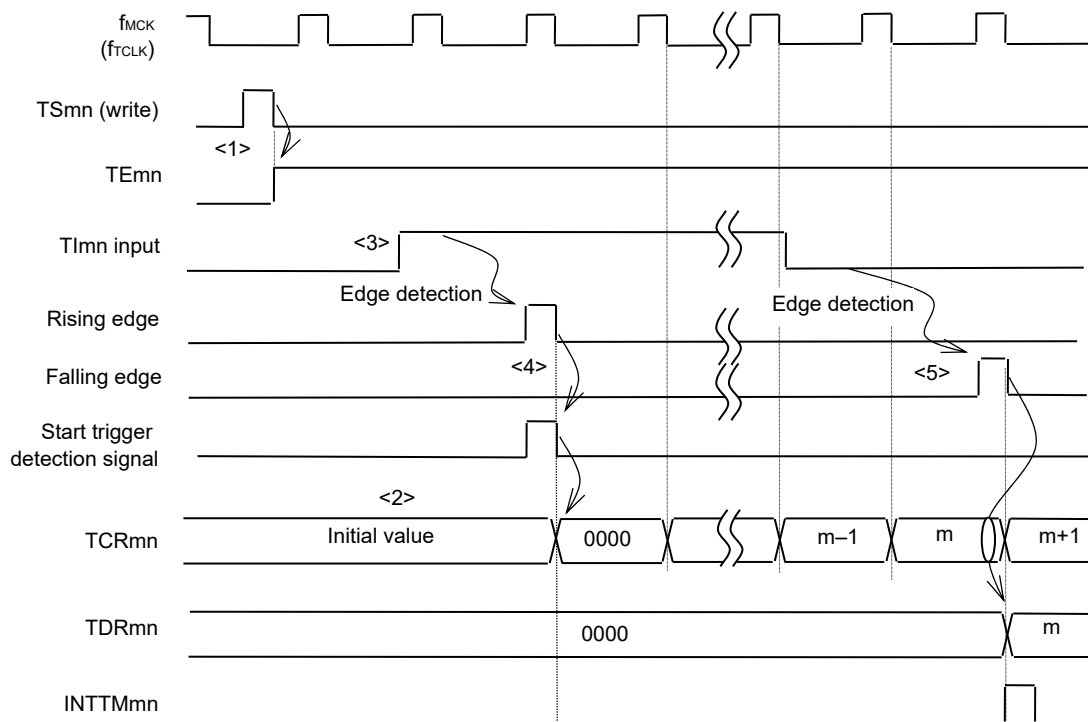 fMCK
(fTCLK)
TSmn (write)
<1>
TEmn
TImn input
<3>
Edge detection
Edge detection
Rising edge
<4>
<5>
Falling edge
Start trigger
detection signal
<2>
TCRmn
Initial value
0000
m–1
m
m+1
TDRmn
0000
m
INTTMmn